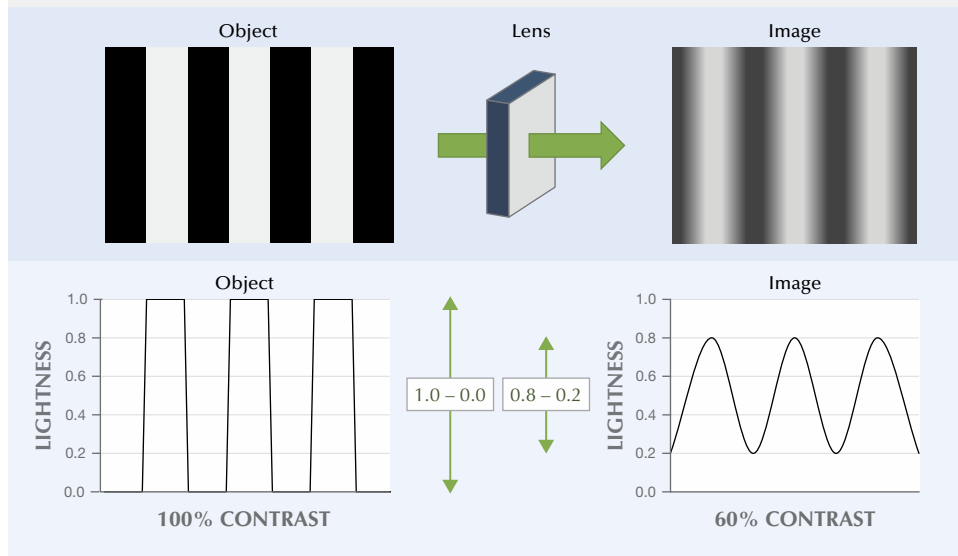 Object
Lens
Image
Object
Image
1.0
0.8
0.6
0.4
0.2
0.0
LIGHTNESS
1.0 – 0.0
0.8 – 0.2
1.0
0.8
0.6
0.4
0.2
0.0
LIGHTNESS
100% CONTRAST
60% CONTRAST